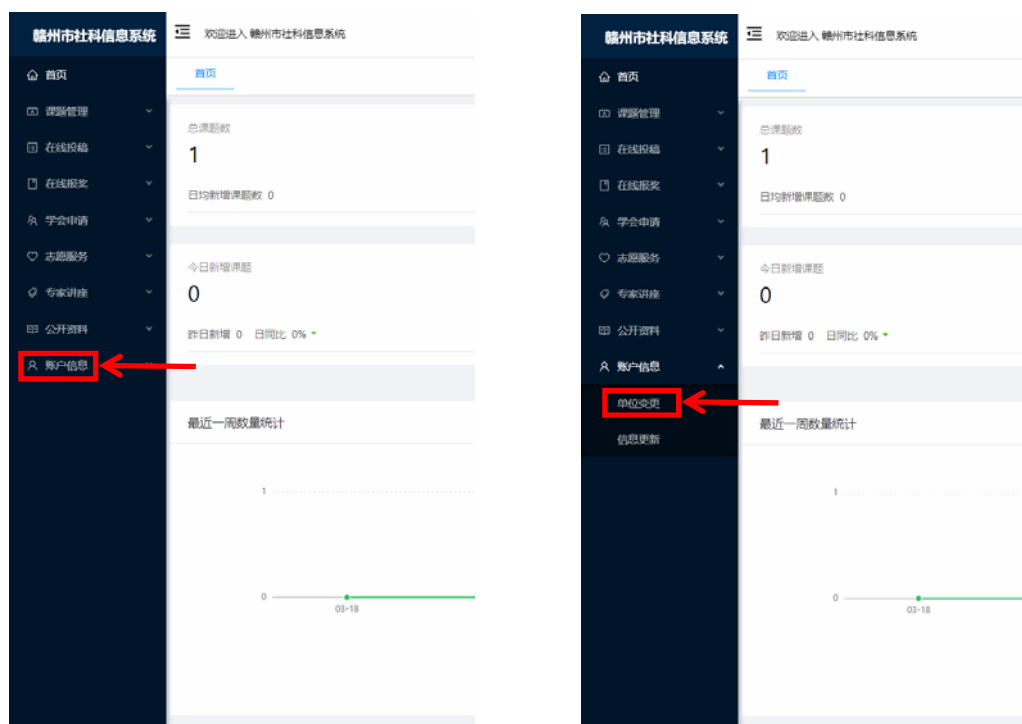 赣州市社科信息系统
欢迎进入 赣州市社科信息系统
首页
首页
课题管理
在线投稿
在线报奖
学会申请
志愿服务
专家讲座
公开资料
账户信息
总课题数
1
日均新增课题数 0
今日新增课题
0
昨日新增 0 日同比 0%
最近一周数量统计
1
0
03-18
赣州市社科信息系统
欢迎进入 赣州市社科信息系统
首页
首页
课题管理
在线投稿
在线报奖
学会申请
志愿服务
专家讲座
公开资料
账户信息
单位变更
信息更新
总课题数
1
日均新增课题数 0
今日新增课题
0
昨日新增 0 日同比 0%
最近一周数量统计
1
0
03-18